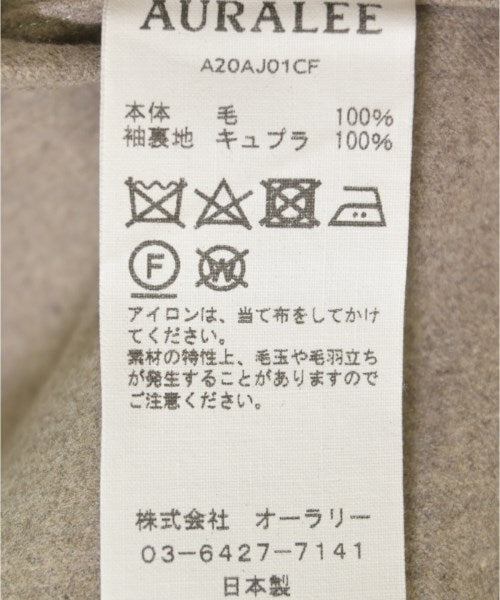 AURALEE
A20AJ01CF
本体 毛 100%
袖裏地 キュプラ 100%
F W
アイロンは、当て布をしてかけ
てください。
素材の特性上、毛玉や毛羽立ち
が発生することがありますので
ご注意ください。
株式会社 オーラリー
03-6427-7141
日本製